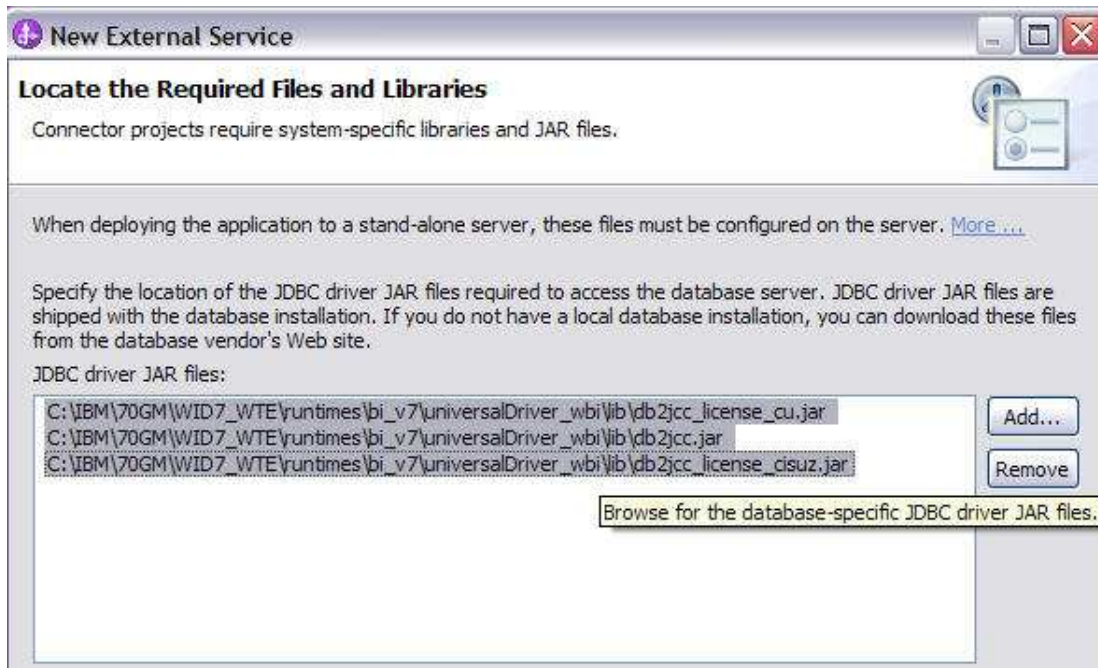 New External Service
Locate the Required Files and Libraries
Connector projects require system-specific libraries and JAR files.
When deploying the application to a stand-alone server, these files must be configured on the server. More ...
Specify the location of the JDBC driver JAR files required to access the database server. JDBC driver JAR files are
shipped with the database installation. If you do not have a local database installation, you can download these files
from the database vendor's Web site.
JDBC driver JAR files:
C:\IBM\70GM\WID7_WTE\runtimes\bi_v7\universalDriver_wbi\lib\db2jcc_license_cu.jar
C:\IBM\70GM\WID7_WTE\runtimes\bi_v7\universalDriver_wbi\lib\db2jcc.jar
C:\IBM\70GM\WID7_WTE\runtimes\bi_v7\universalDriver_wbi\lib\db2jcc_license_cisuz.jar
Add...
Remove
Browse for the database-specific JDBC driver JAR files.